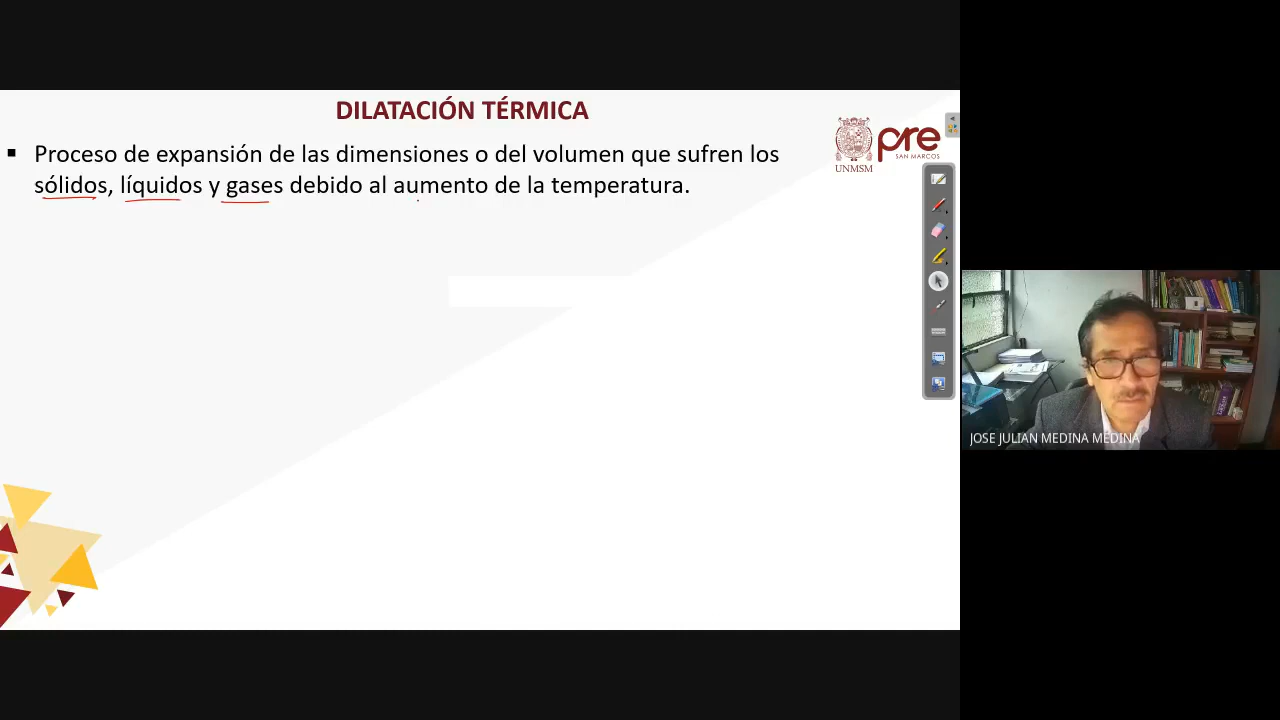 DILATACIÓN TÉRMICA
▪ Proceso de expansión de las dimensiones o del volumen que sufren los
sólidos, líquidos y gases debido al aumento de la temperatura.
UNMSM
pre
SAN MARCOS
JOSE JULIAN MEDINA MEDINA